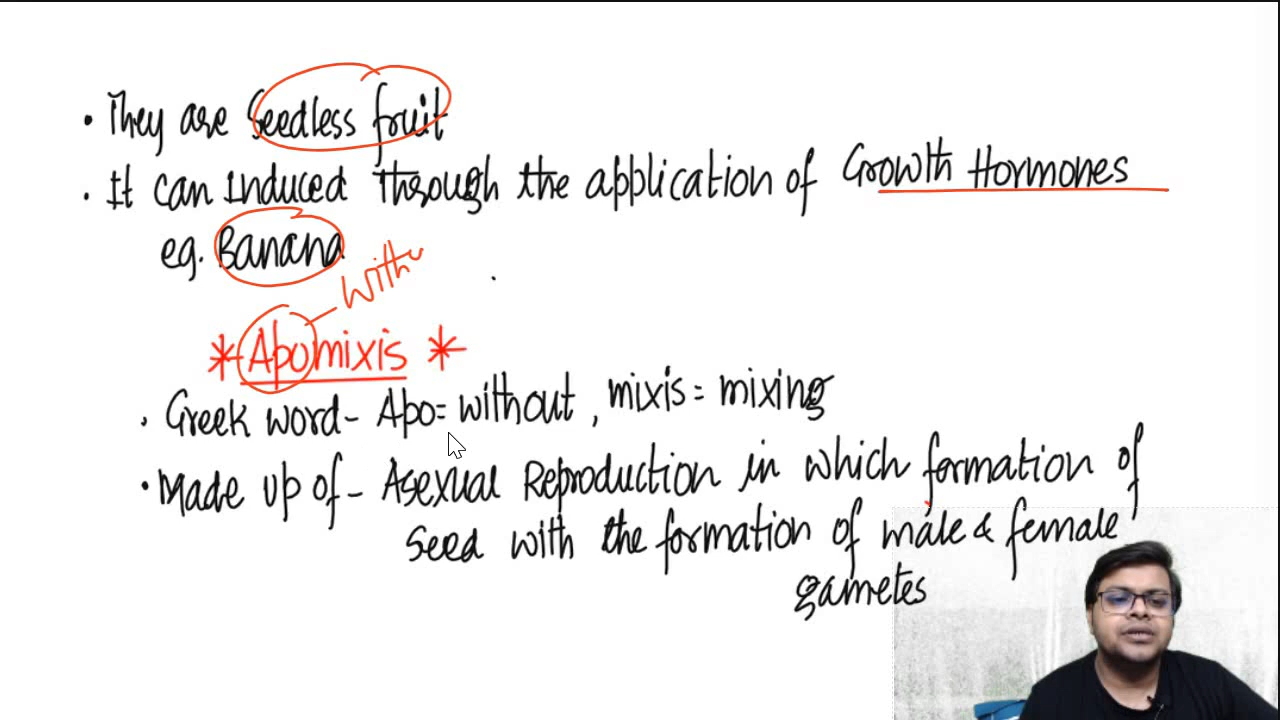 • They are Seedless fruit
• It can Induced Through the application of Growth Hormones
eg. Banana
With
* Apomixis *
• Greek word - Apo = without, mixis = mixing
• Made up of - Asexual Reproduction in which formation of
Seed with the formation of male & female
gametes